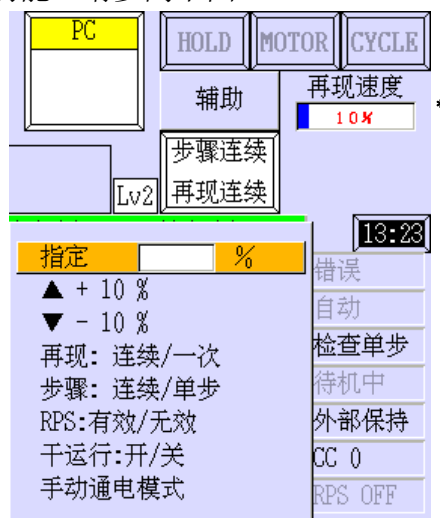 PC
HOLD MOTOR CYCLE
辅助
再现速度
10%
步骤连续
再现连续
Lv2
13:23
指定 %
▲ + 10 %
▼ - 10 %
再现: 连续/一次
步骤: 连续/单步
RPS:有效/无效
干运行:开/关
手动通电模式
错误
自动
检查单步
待机中
外部保持
CC 0
RPS OFF